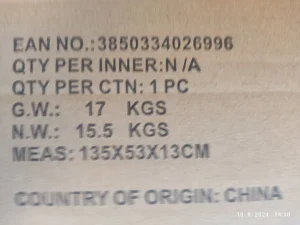 EAN NO.:3850334026996
QTY PER INNER:N/A
QTY PER CTN: 1 PC
G.W.: 17 KGS
N.W.: 15.5 KGS
MEAS: 135X53X13CM
COUNTRY OF ORIGIN: CHINA